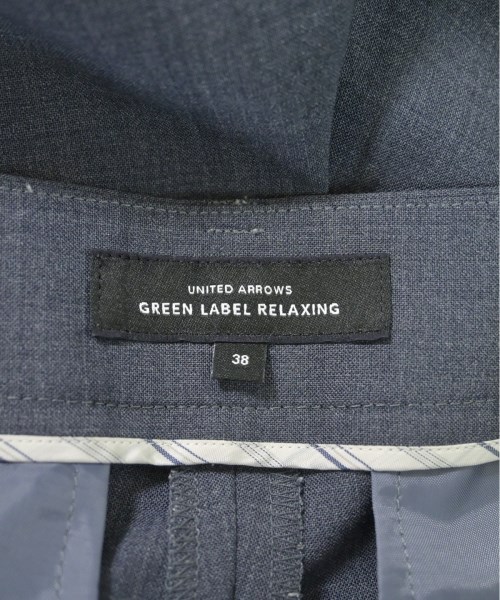 UNITED ARROWS
GREEN LABEL RELAXING
38